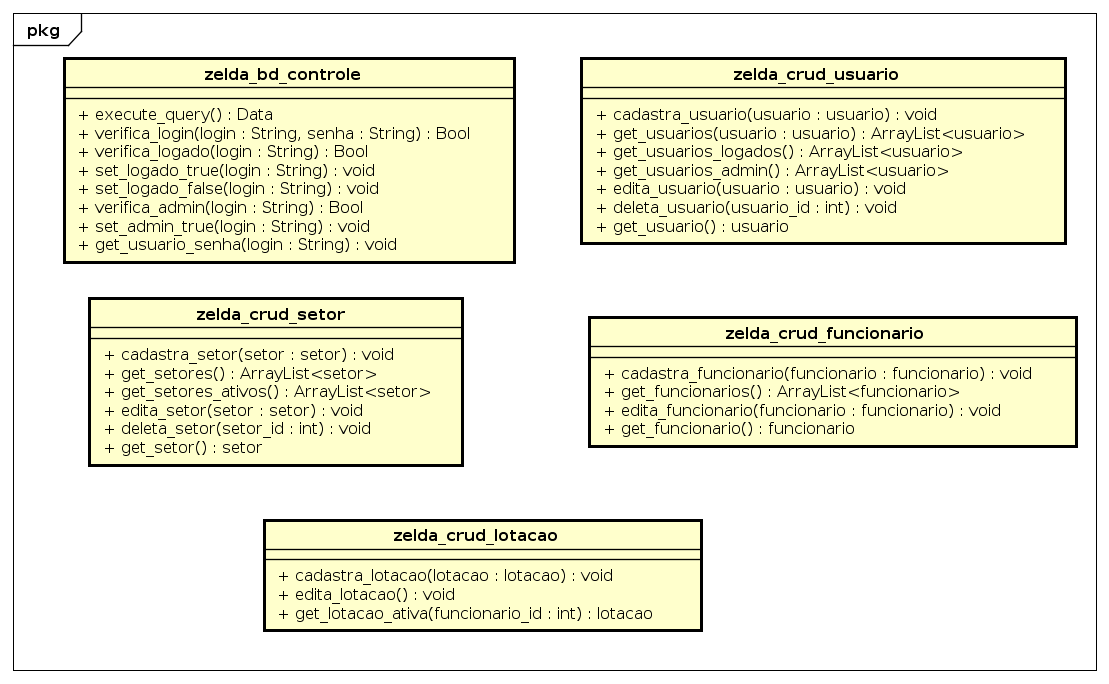 pkg
zelda_bd_controle
+ execute_query() : Data
+ verifica_login(login : String, senha : String) : Bool
+ verifica_logado(login : String) : Bool
+ set_logado_true(login : String) : void
+ set_logado_false(login : String) : void
+ verifica_admin(login : String) : Bool
+ set_admin_true(login : String) : void
+ get_usuario_senha(login : String) : void
zelda_crud_usuario
+ cadastra_usuario(usuario : usuario) : void
+ get_usuarios(usuario : usuario) : ArrayList<usuario>
+ get_usuarios_logados() : ArrayList<usuario>
+ get_usuarios_admin() : ArrayList<usuario>
+ edita_usuario(usuario : usuario) : void
+ deleta_usuario(usuario_id : int) : void
+ get_usuario() : usuario
zelda_crud_setor
+ cadastra_setor(setor : setor) : void
+ get_setores() : ArrayList<setor>
+ get_setores_ativos() : ArrayList<setor>
+ edita_setor(setor : setor) : void
+ deleta_setor(setor_id : int) : void
+ get_setor() : setor
zelda_crud_funcionario
+ cadastra_funcionario(funcionario : funcionario) : void
+ get_funcionarios() : ArrayList<funcionario>
+ edita_funcionario(funcionario : funcionario) : void
+ get_funcionario() : funcionario
zelda_crud_lotacao
+ cadastra_lotacao(lotacao : lotacao) : void
+ edita_lotacao() : void
+ get_lotacao_ativa(funcionario_id : int) : lotacao